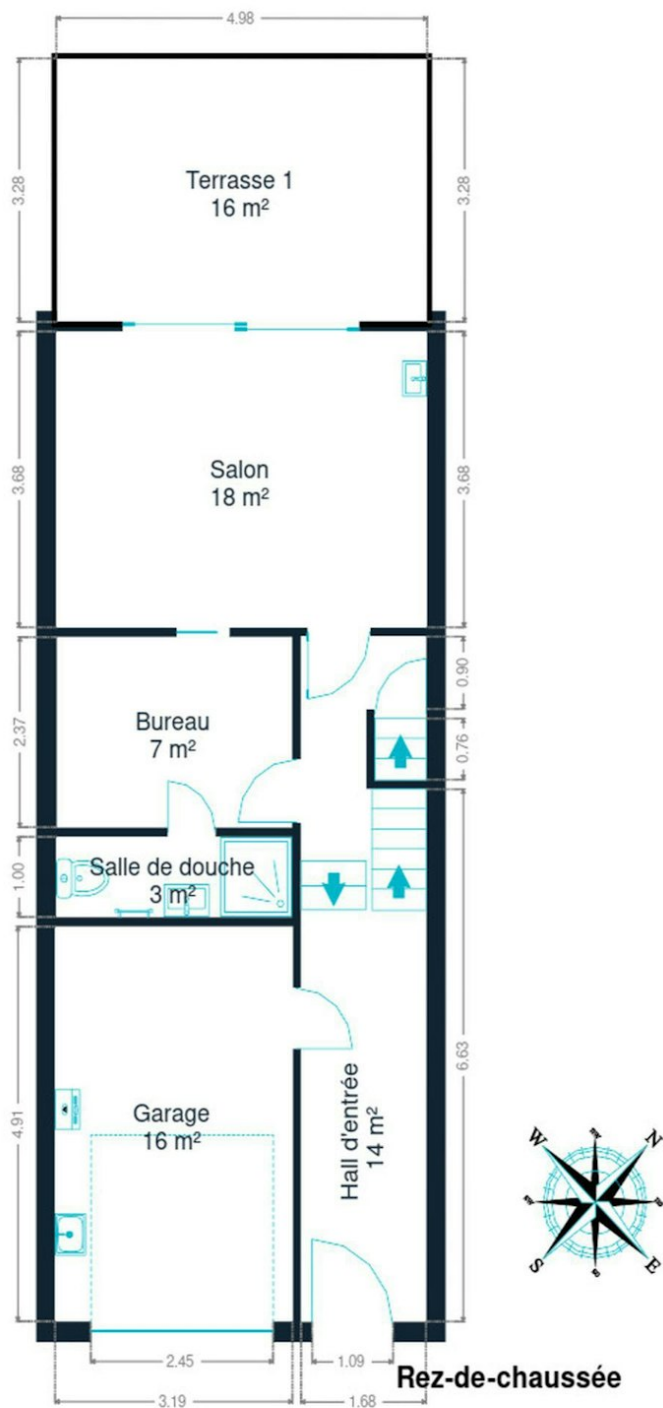 4.98
3.28
3.28
Terrasse 1
16 m²
3.68
3.68
Salon
18 m²
2.37
0.90
Bureau
7 m²
0.76
1.00
Salle de douche
3 m²
4.91
6.63
Garage
16 m²
Hall d'entrée
14 m²
W
N
S
E
2.45
1.09
Rez-de-chaussée
3.19
1.68